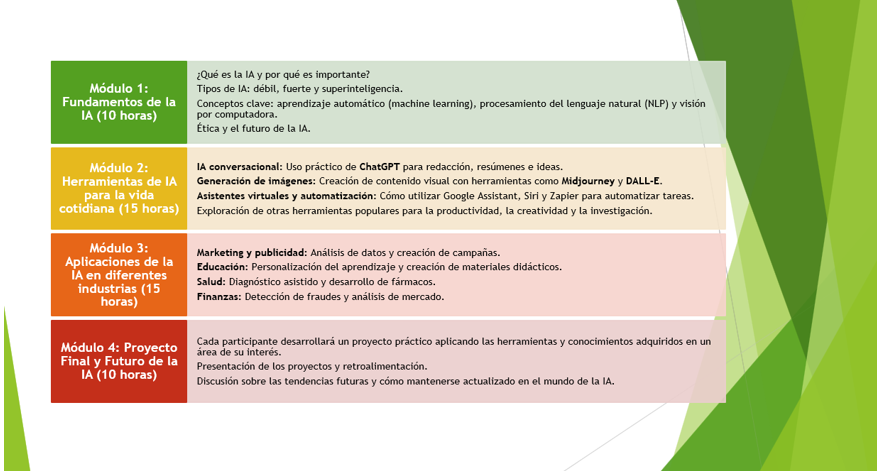 Módulo 1:
Fundamentos de la
IA (10 horas)
¿Qué es la IA y por qué es importante?
Tipos de IA: débil, fuerte y superinteligencia.
Conceptos clave: aprendizaje automático (machine learning), procesamiento del lenguaje natural (NLP) y visión
por computadora.
Ética y el futuro de la IA.
Módulo 2:
Herramientas de IA
para la vida
cotidiana (15 horas)
IA conversacional: Uso práctico de ChatGPT para redacción, resúmenes e ideas.
Generación de imágenes: Creación de contenido visual con herramientas como Midjourney y DALL-E.
Asistentes virtuales y automatización: Cómo utilizar Google Assistant, Siri y Zapier para automatizar tareas.
Exploración de otras herramientas populares para la productividad, la creatividad y la investigación.
Módulo 3:
Aplicaciones de la
IA en diferentes
industrias (15
horas)
Marketing y publicidad: Análisis de datos y creación de campañas.
Educación: Personalización del aprendizaje y creación de materiales didácticos.
Salud: Diagnóstico asistido y desarrollo de fármacos.
Finanzas: Detección de fraudes y análisis de mercado.
Módulo 4: Proyecto
Final y Futuro de la
IA (10 horas)
Cada participante desarrollará un proyecto práctico aplicando las herramientas y conocimientos adquiridos en un
área de su interés.
Presentación de los proyectos y retroalimentación.
Discusión sobre las tendencias futuras y cómo mantenerse actualizado en el mundo de la IA.